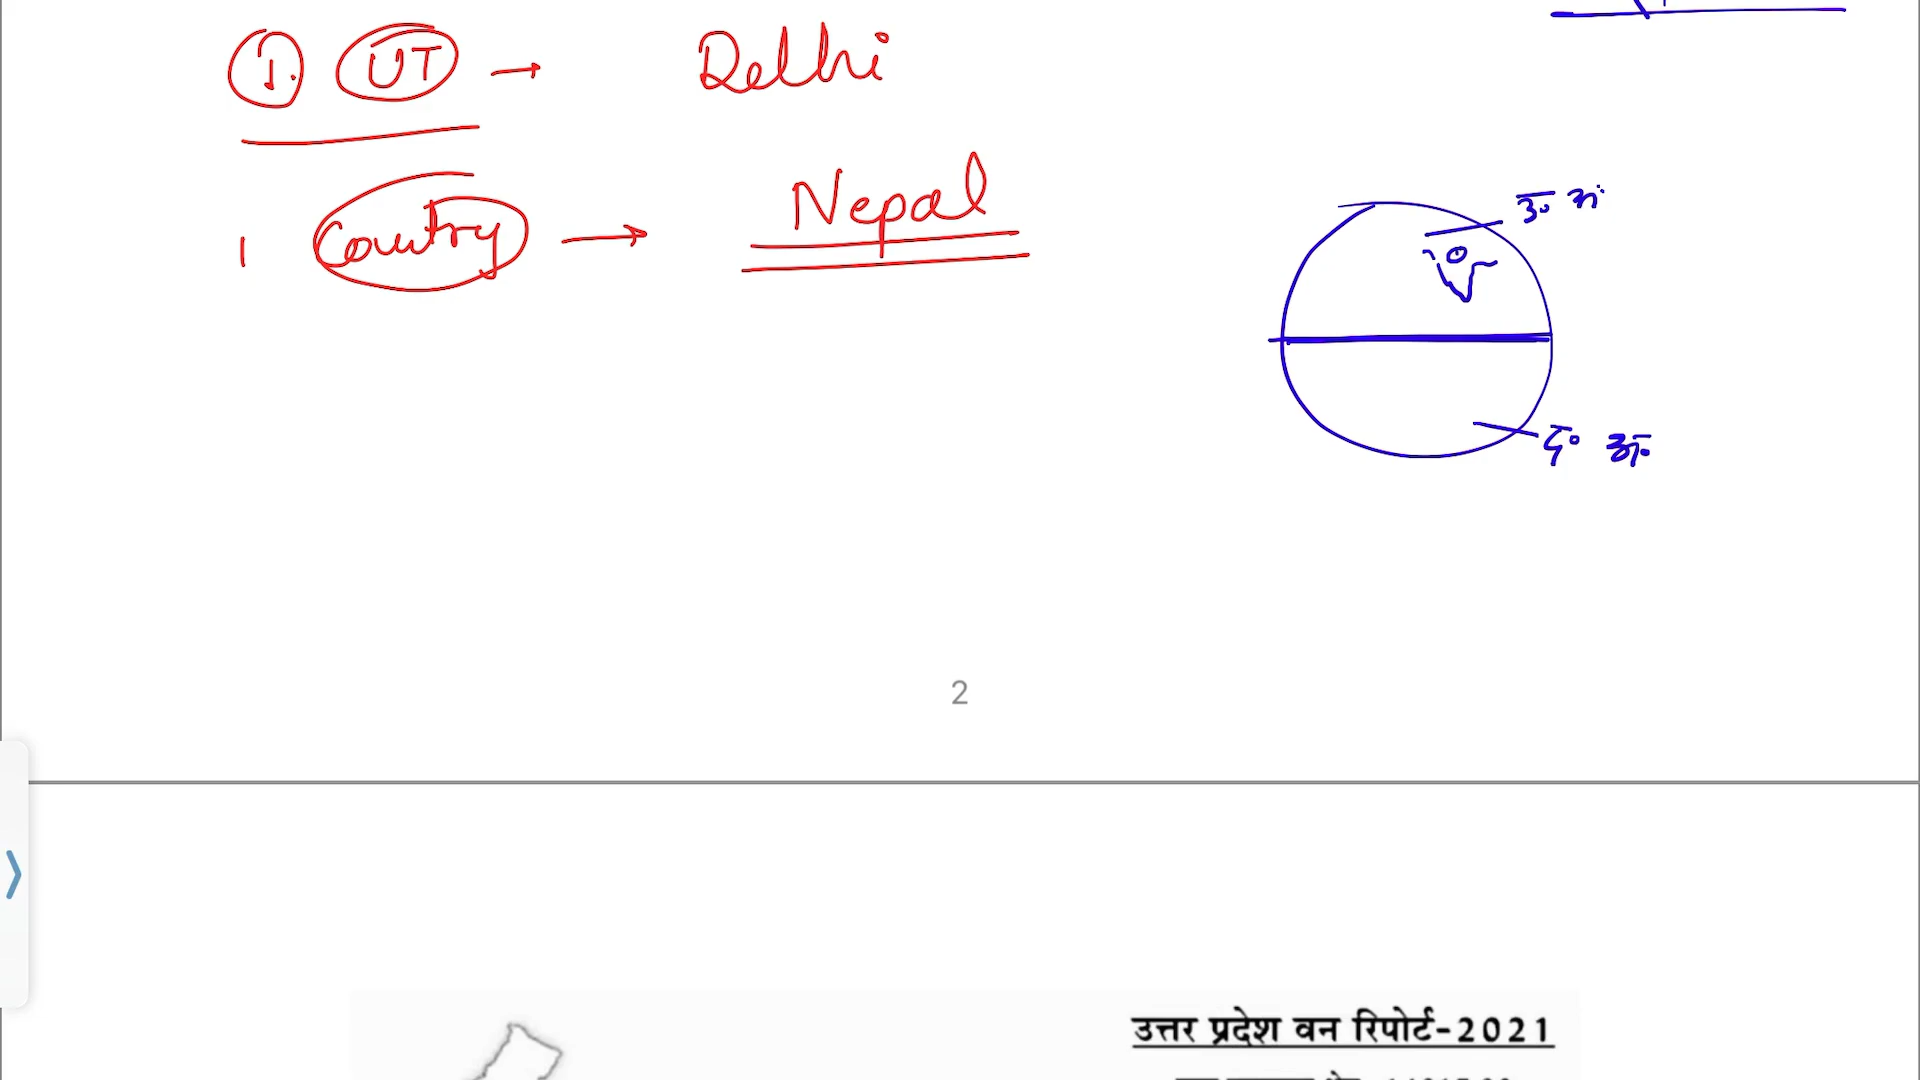 1. UT → Delhi
1 Country → Nepal
उ० अ०
द० अ०
2
उत्तर प्रदेश वन रिपोर्ट-2021